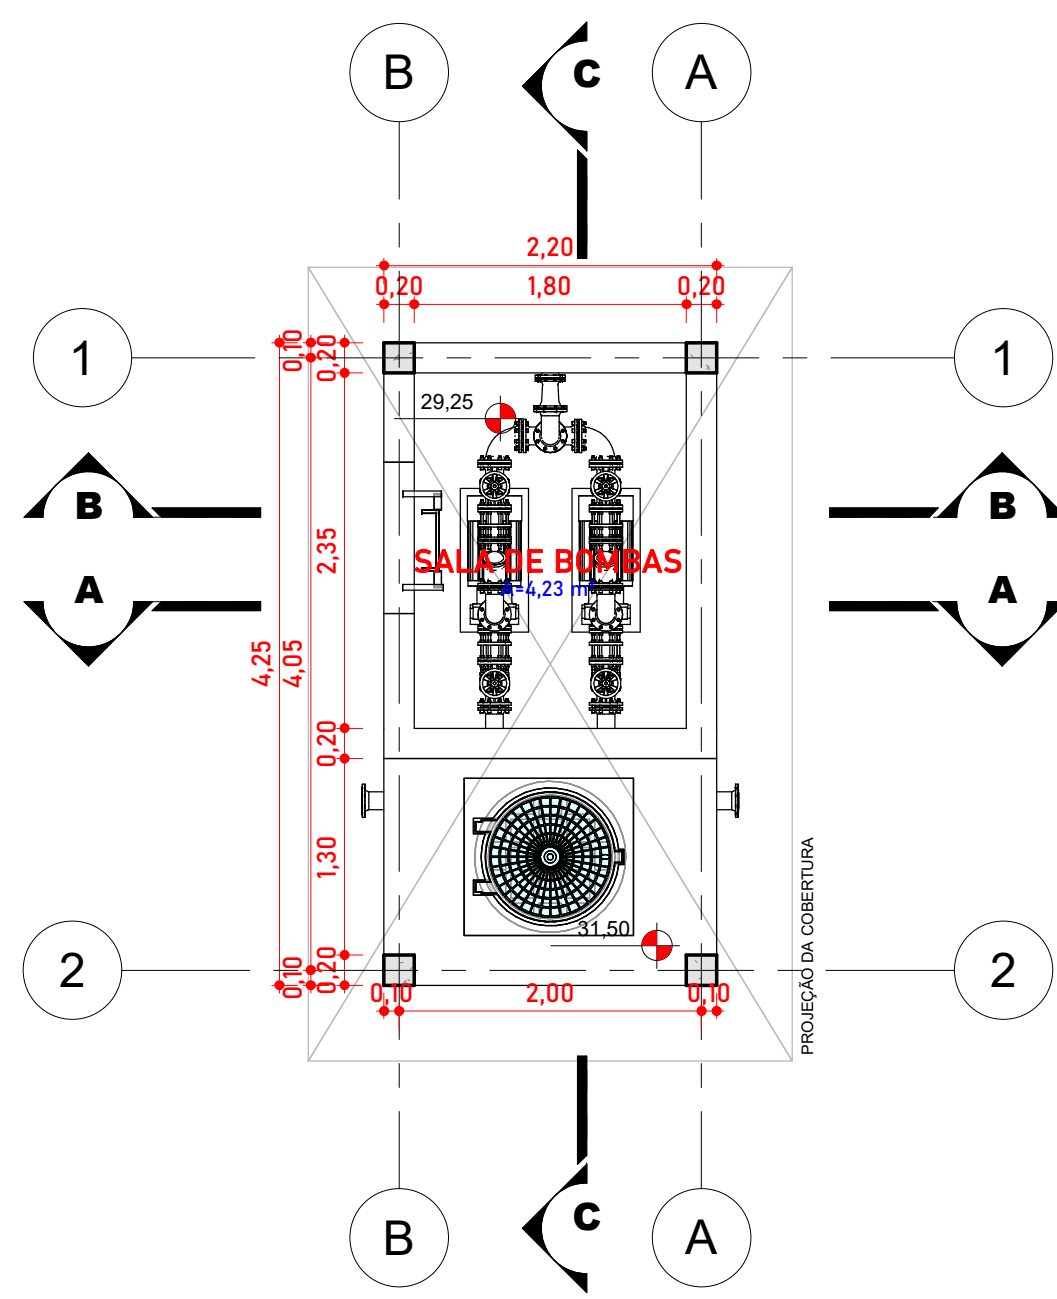 B
C
A
2,20
0,20
1,80
0,20
1
0,10
0,20
1
29,25
B
B
2,35
SALA DE BOMBAS
A=4,23 m²
A
A
4,25
4,05
0,20
1,30
PROJEÇÃO DA COBERTURA
31,50
2
0,10
0,20
2
0,10
2,00
0,10
B
C
A